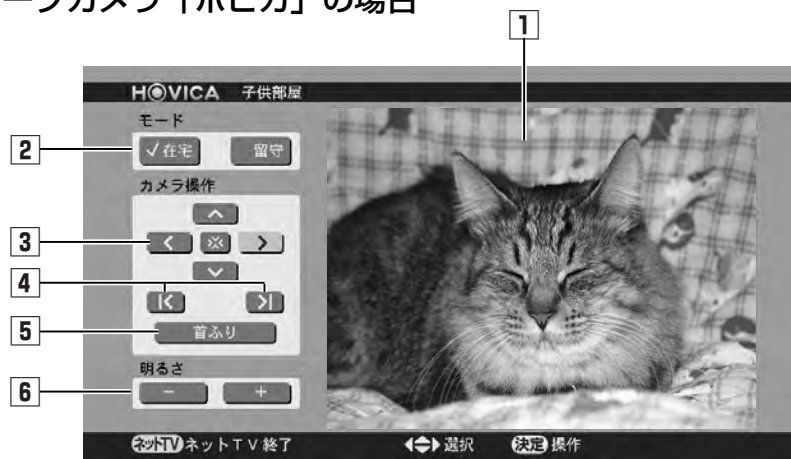 ークカメラ「ホビカ」の場合
1
HOVICA 子供部屋
モード
2
✓在宅 留守
カメラ操作
3
4
5
首ふり
明るさ
6
− +
ネットTV ネットTV終了 選択 決定 操作